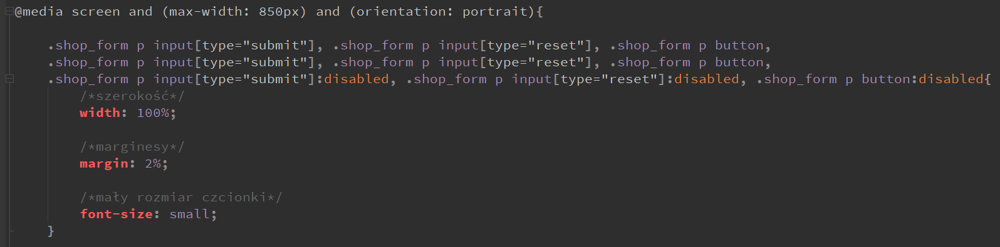 @media screen and (max-width: 850px) and (orientation: portrait){
.shop_form p input[type="submit"], .shop_form p input[type="reset"], .shop_form p button,
.shop_form p input[type="submit"], .shop_form p input[type="reset"], .shop_form p button,
.shop_form p input[type="submit"]:disabled, .shop_form p input[type="reset"]:disabled, .shop_form p button:disabled{
/*szerokość*/
width: 100%;
/*marginesy*/
margin: 2%;
/*mały rozmiar czcionki*/
font-size: small;
}